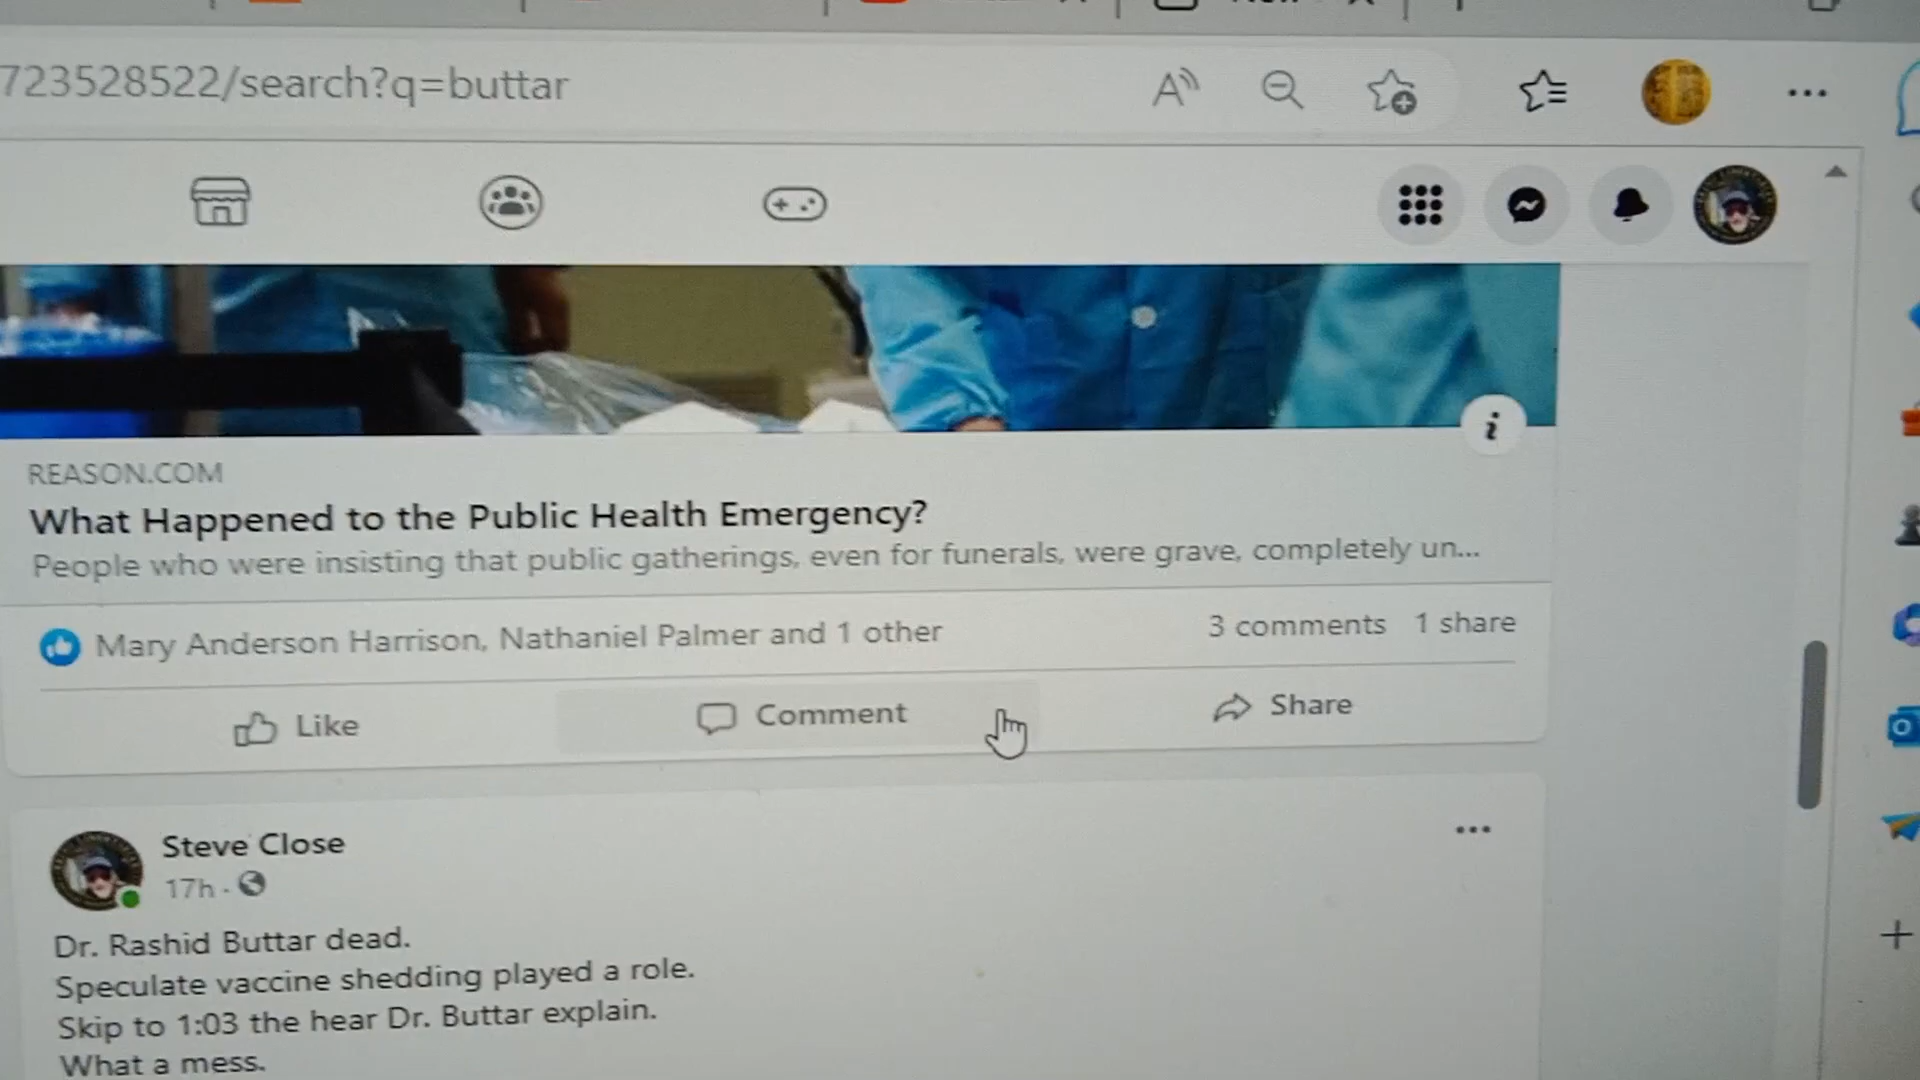 723528522/search?q=buttar
REASON.COM
What Happened to the Public Health Emergency?
People who were insisting that public gatherings, even for funerals, were grave, completely un...
Mary Anderson Harrison, Nathaniel Palmer and 1 other
3 comments 1 share
Like
Comment
Share
Steve Close
17h ·
Dr. Rashid Buttar dead.
Speculate vaccine shedding played a role.
Skip to 1:03 the hear Dr. Buttar explain.
What a mess.